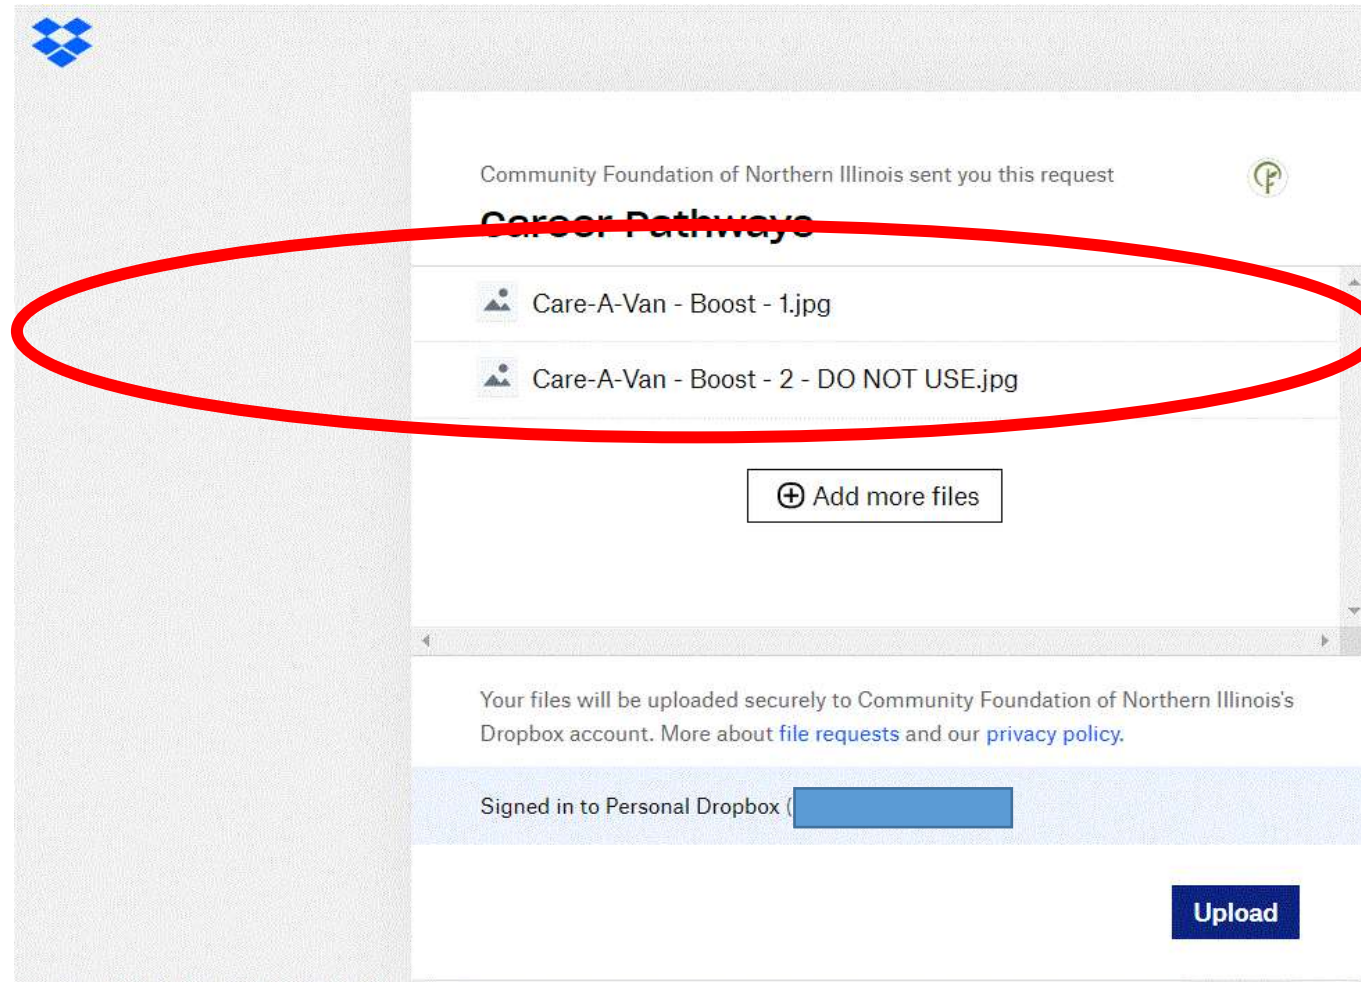 Community Foundation of Northern Illinois sent you this request
Career Pathways
Care-A-Van - Boost - 1.jpg
Care-A-Van - Boost - 2 - DO NOT USE.jpg
Add more files
Your files will be uploaded securely to Community Foundation of Northern Illinois's
Dropbox account. More about file requests and our privacy policy.
Signed in to Personal Dropbox (
Upload